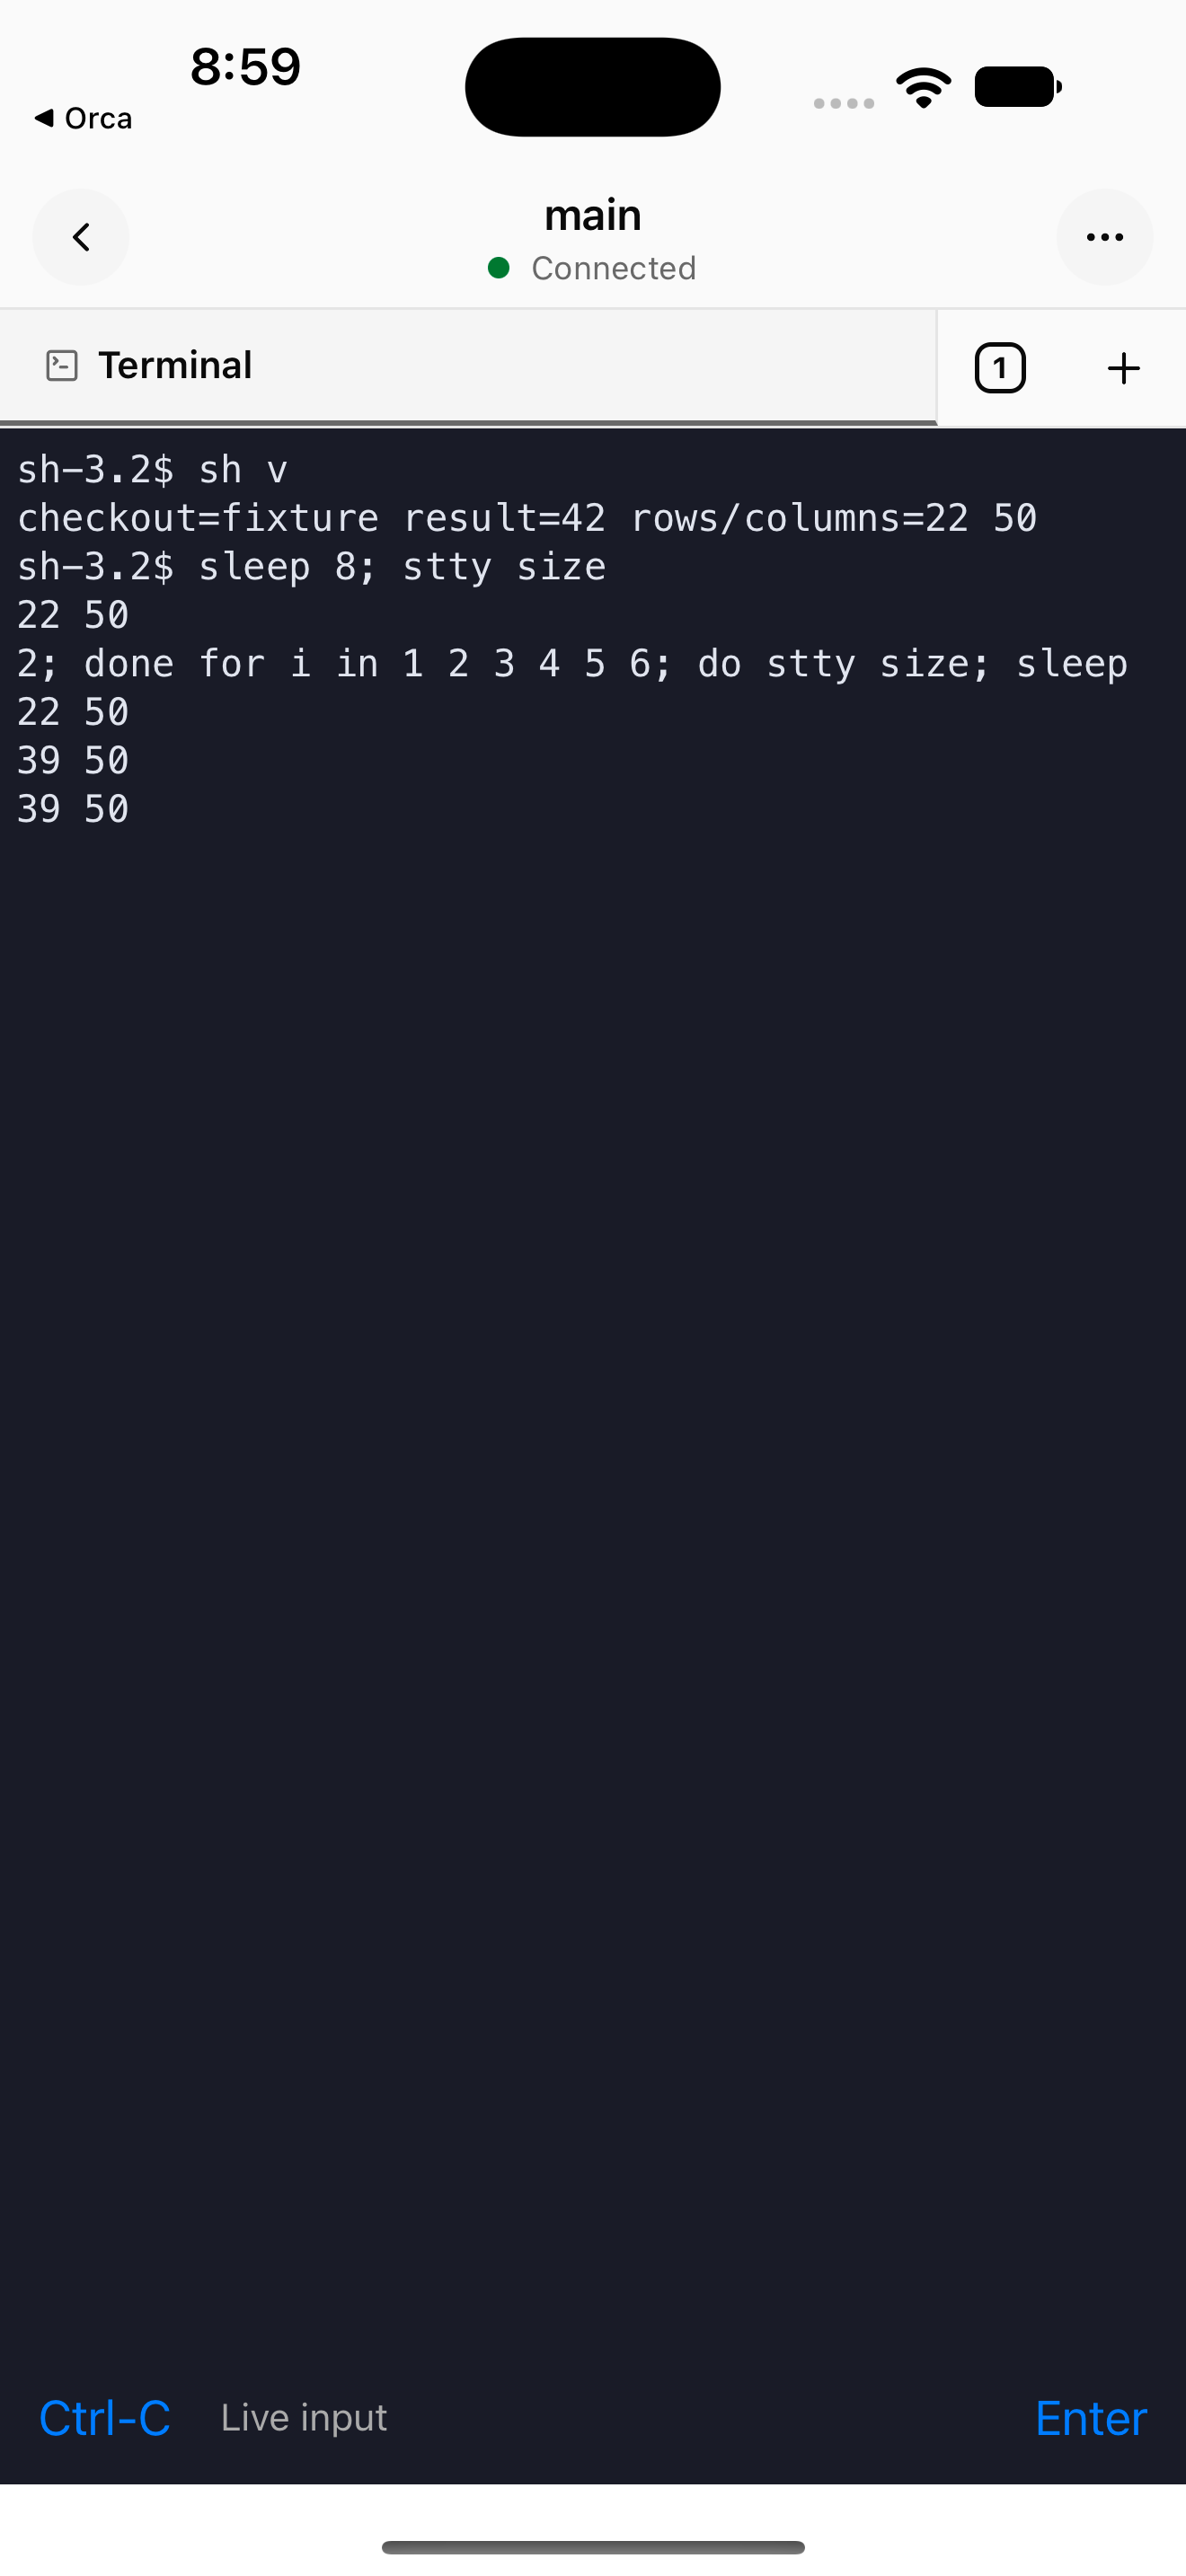 8:59
◀ Orca
main
Connected
Terminal
1
sh-3.2$ sh v
checkout=fixture result=42 rows/columns=22 50
sh-3.2$ sleep 8; stty size
22 50
2; done for i in 1 2 3 4 5 6; do stty size; sleep
22 50
39 50
39 50
Ctrl-C
Live input
Enter